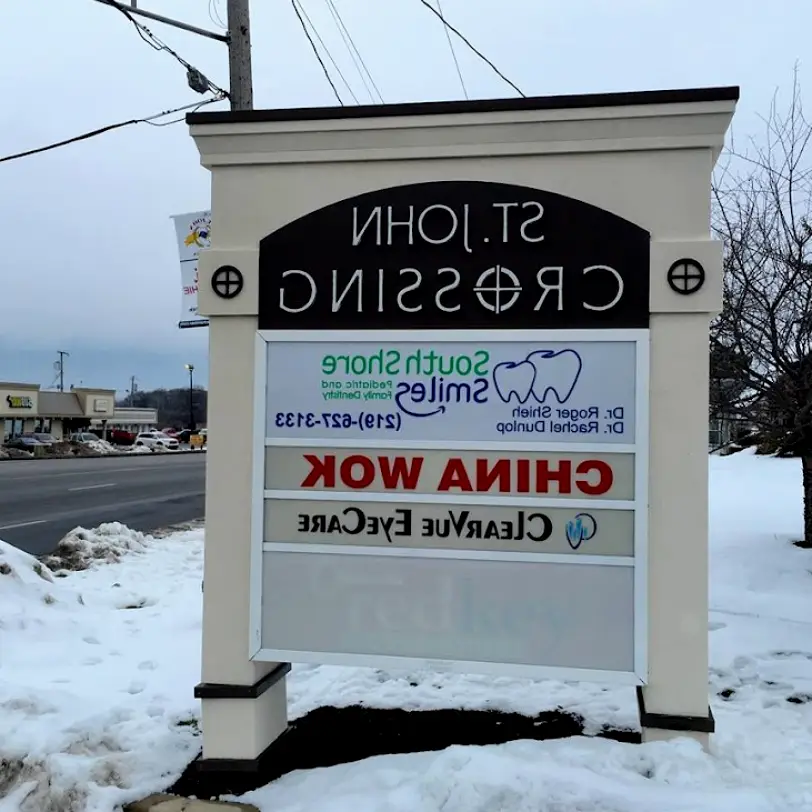 ST. JOHN
CROSSING
South Shore
Smiles
Pediatric and
Family Dentistry
Dr. Roger Shieh
Dr. Rachel Dunlop
(219)-627-3133
CHINA WOK
CLEARVUE EYECARE